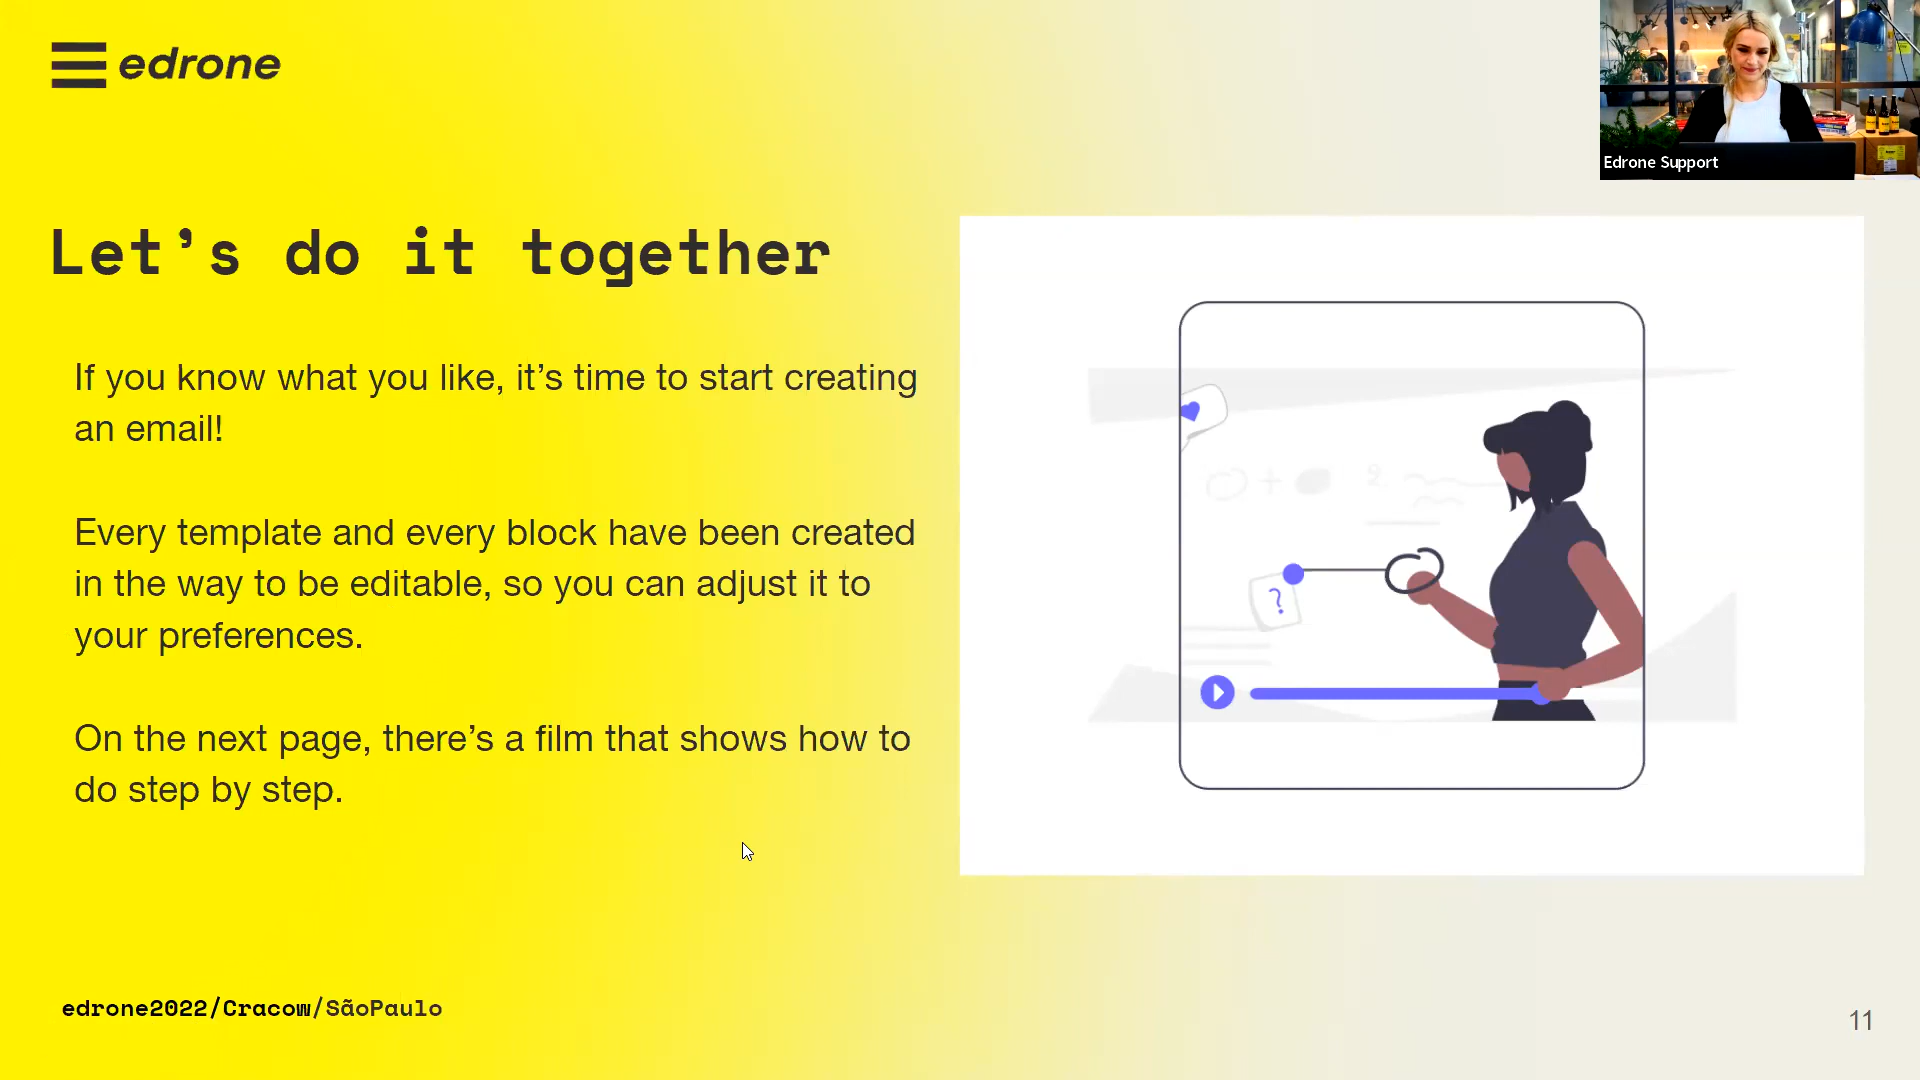 edrone
Edrone Support
Let’s do it together
If you know what you like, it’s time to start creating
an email!
Every template and every block have been created
in the way to be editable, so you can adjust it to
your preferences.
On the next page, there’s a film that shows how to
do step by step.
?
edrone2022/Cracow/SãoPaulo
11